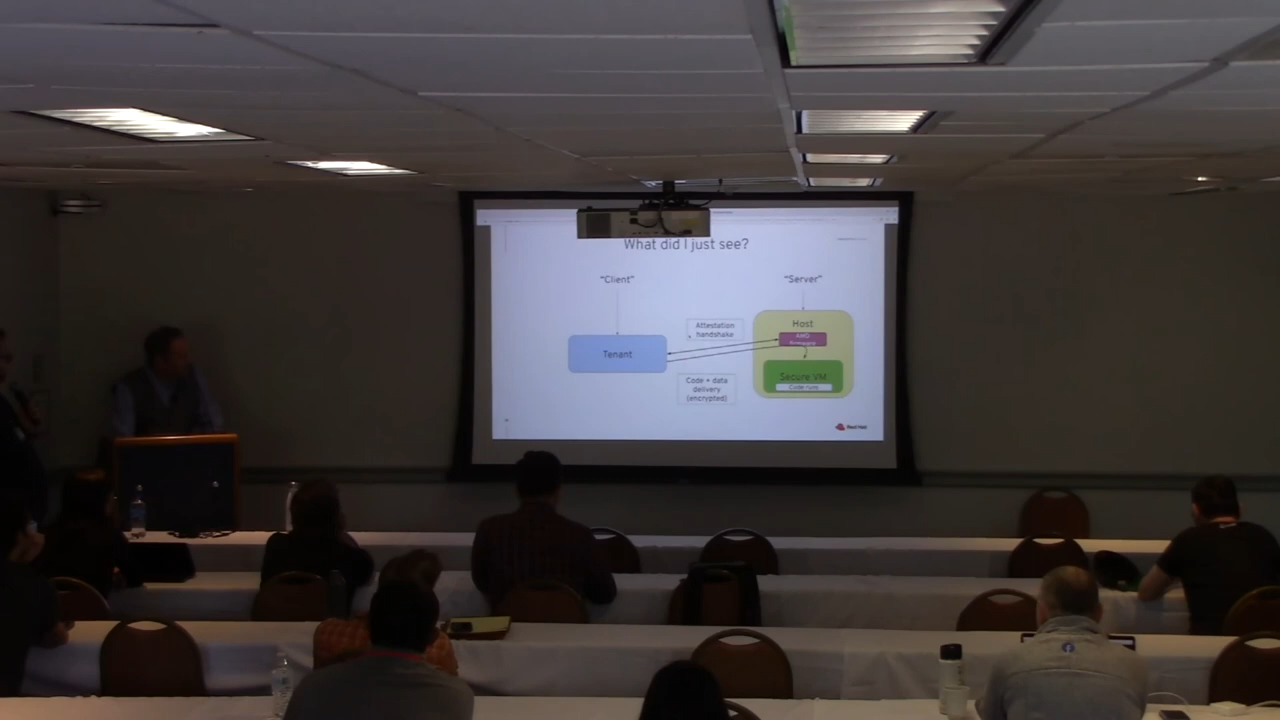 What did I just see?
"Client"
"Server"
Attestation
handshake
Host
AMD
firmware
Tenant
Secure VM
Code runs
Code + data
delivery
(encrypted)
Red Hat